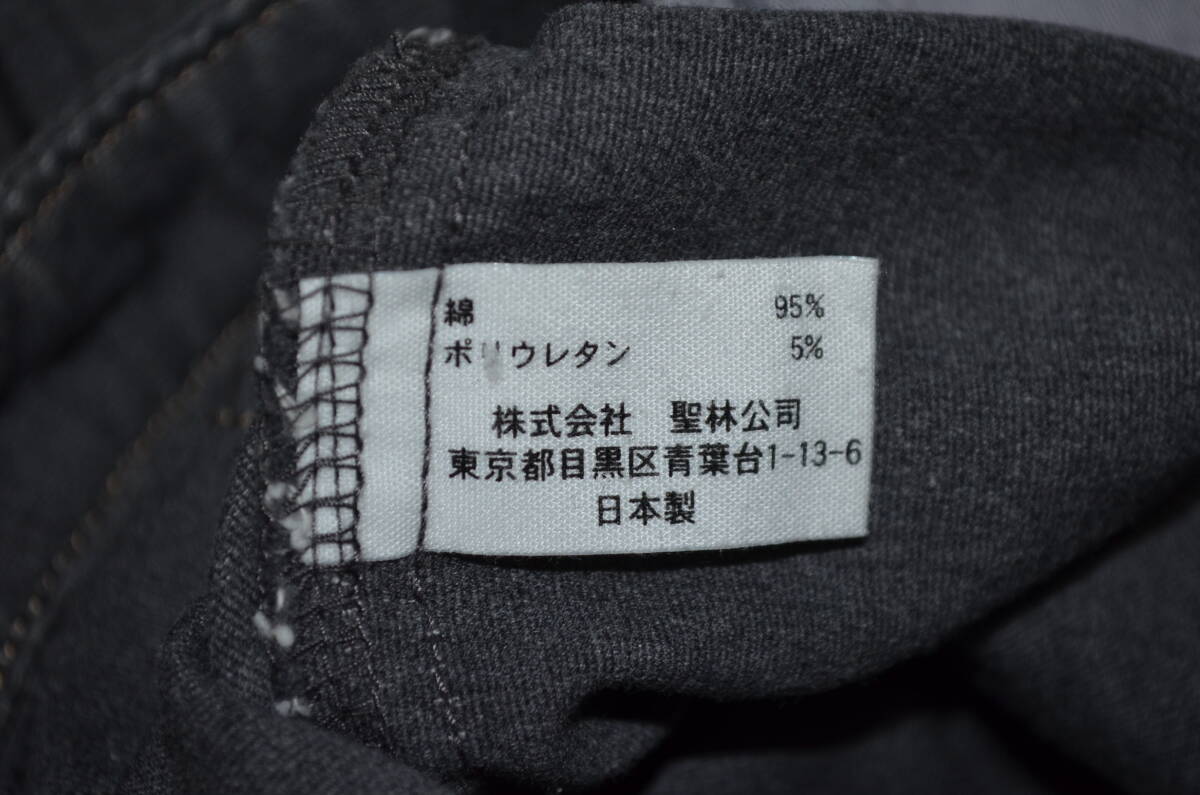 綿 95%
ポリウレタン 5%
株式会社 聖林公司
東京都目黒区青葉台1-13-6
日本製